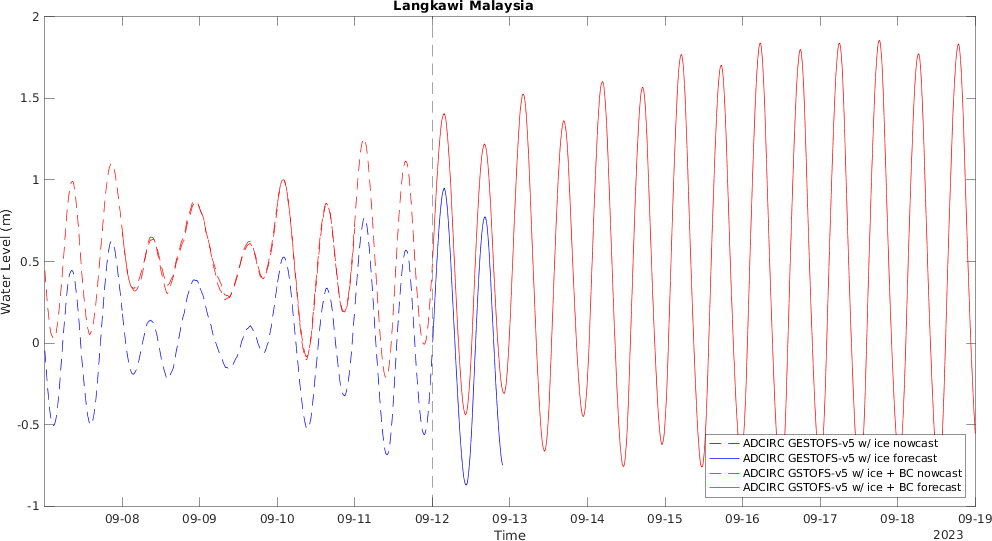 Langkawi Malaysia
Water Level (m)
2
1.5
1
0.5
0
-0.5
-1
ADCIRC GESTOFS-v5 w/ ice nowcast
ADCIRC GESTOFS-v5 w/ ice forecast
ADCIRC GSTOFS-v5 w/ ice + BC nowcast
ADCIRC GSTOFS-v5 w/ ice + BC forecast
09-08 09-09 09-10 09-11 09-12 09-13 09-14 09-15 09-16 09-17 09-18 09-19
Time
2023